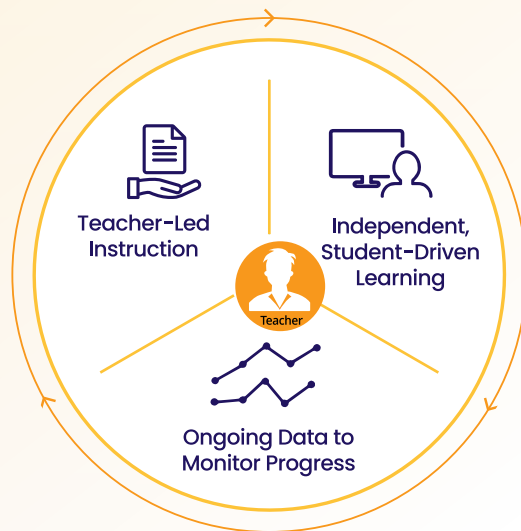 Teacher-Led
Instruction
Independent,
Student-Driven
Learning
Teacher
Ongoing Data to
Monitor Progress